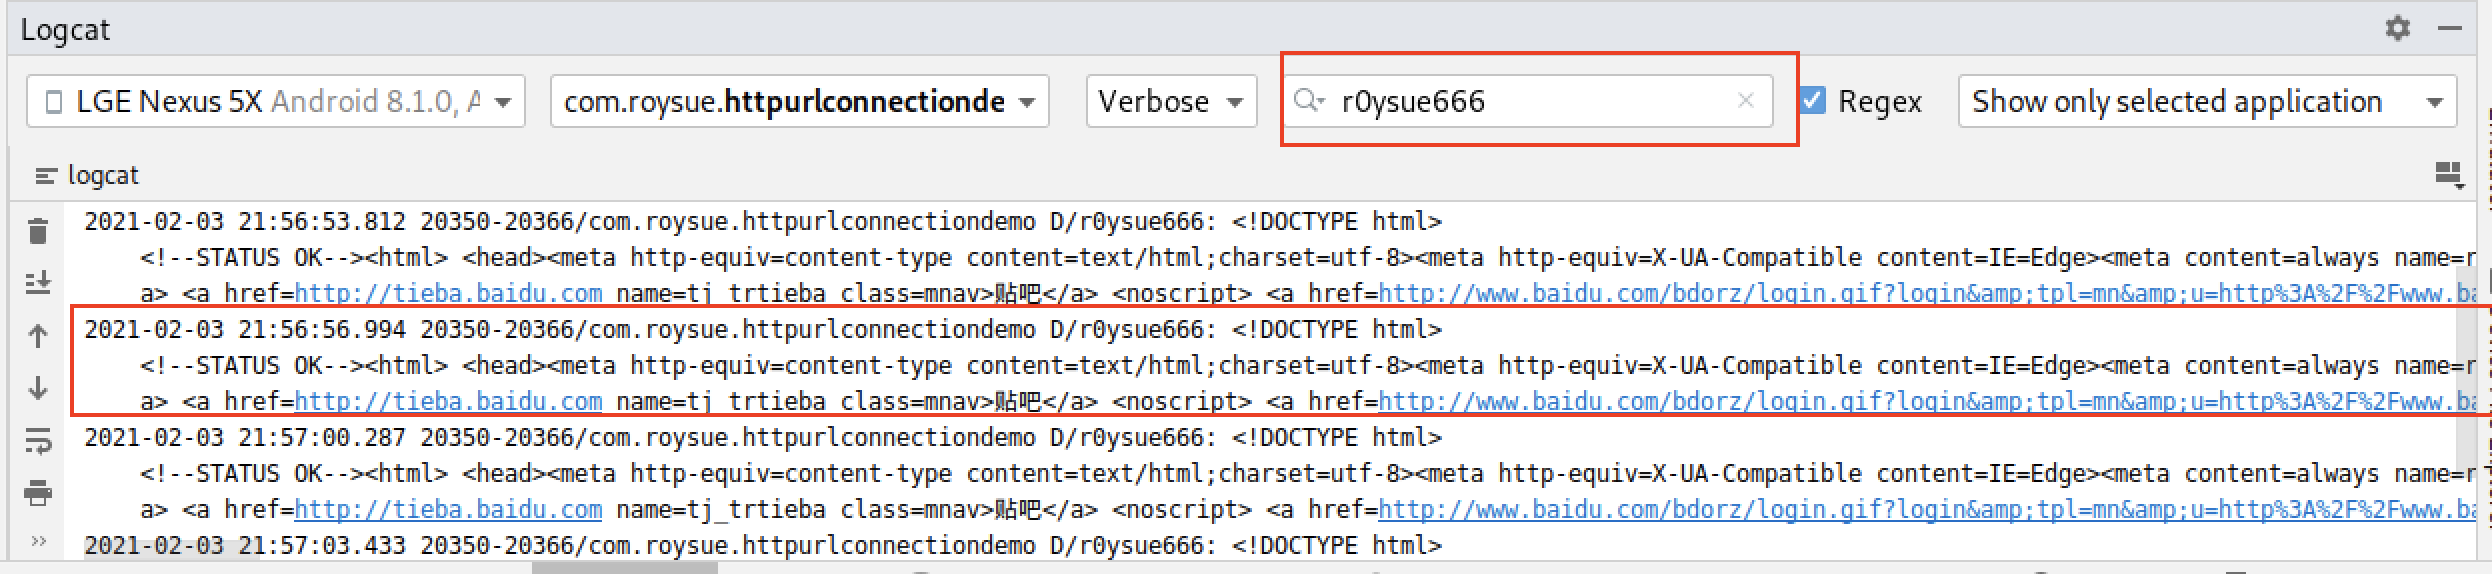 Logcat
LGE Nexus 5X Android 8.1.0, A com.roysue.httpurlconnectionde Verbose r0ysue666 Regex Show only selected application
logcat
2021-02-03 21:56:53.812 20350-20366/com.roysue.httpurlconnectiondemo D/r0ysue666: <!DOCTYPE html>
<!--STATUS OK--><html> <head><meta http-equiv=content-type content=text/html;charset=utf-8><meta http-equiv=X-UA-Compatible content=IE=Edge><meta content=always name=r
a> <a href=http://tieba.baidu.com name=tj_trtieba class=mnav>贴吧</a> <noscript> <a href=http://www.baidu.com/bdorz/login.gif?login&amp;tpl=mn&amp;u=http%3A%2F%2Fwww.ba
2021-02-03 21:56:56.994 20350-20366/com.roysue.httpurlconnectiondemo D/r0ysue666: <!DOCTYPE html>
<!--STATUS OK--><html> <head><meta http-equiv=content-type content=text/html;charset=utf-8><meta http-equiv=X-UA-Compatible content=IE=Edge><meta content=always name=r
a> <a href=http://tieba.baidu.com name=tj_trtieba class=mnav>贴吧</a> <noscript> <a href=http://www.baidu.com/bdorz/login.gif?login&amp;tpl=mn&amp;u=http%3A%2F%2Fwww.ba
2021-02-03 21:57:00.287 20350-20366/com.roysue.httpurlconnectiondemo D/r0ysue666: <!DOCTYPE html>
<!--STATUS OK--><html> <head><meta http-equiv=content-type content=text/html;charset=utf-8><meta http-equiv=X-UA-Compatible content=IE=Edge><meta content=always name=r
a> <a href=http://tieba.baidu.com name=tj_trtieba class=mnav>贴吧</a> <noscript> <a href=http://www.baidu.com/bdorz/login.gif?login&amp;tpl=mn&amp;u=http%3A%2F%2Fwww.ba
2021-02-03 21:57:03.433 20350-20366/com.roysue.httpurlconnectiondemo D/r0ysue666: <!DOCTYPE html>